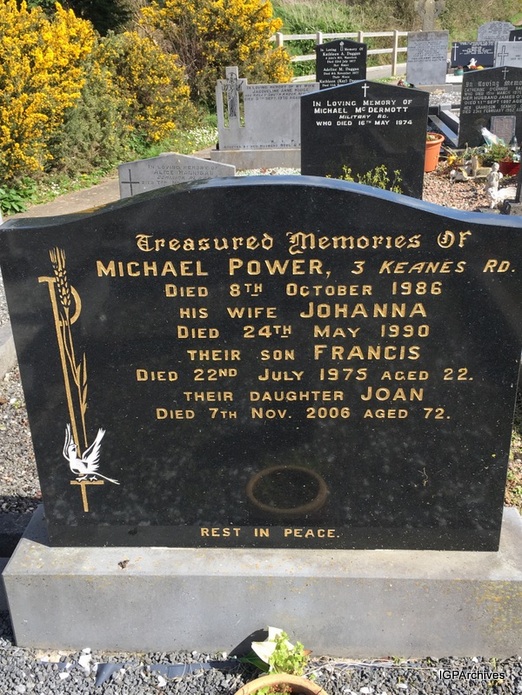 Treasured Memories Of
MICHAEL POWER, 3 KEANES RD.
DIED 8TH OCTOBER 1986
HIS WIFE JOHANNA
DIED 24TH MAY 1990
THEIR SON FRANCIS
DIED 22ND JULY 1975 AGED 22.
THEIR DAUGHTER JOAN
DIED 7TH NOV. 2006 AGED 72.
REST IN PEACE.
IN LOVING MEMORY OF
MICHAEL MCDERMOTT
MILITARY RD.
WHO DIED 16TH MAY 1974
IGPArchives